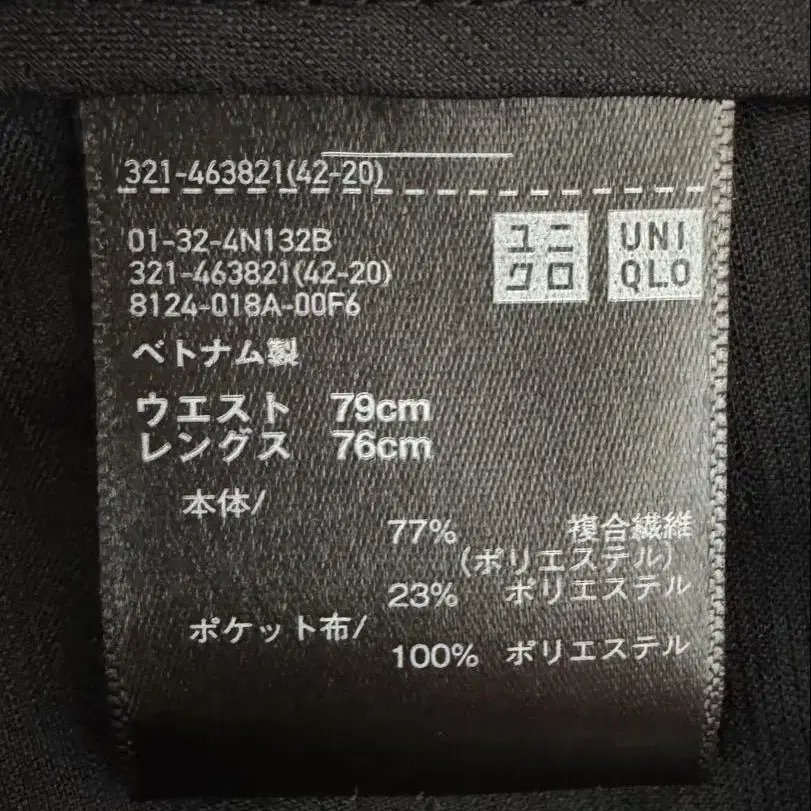 321-463821(42-20)
01-32-4N132B
321-463821(42-20)
8124-018A-00F6
ユニ
クロ
UNI
QLO
ベトナム製
ウエスト 79cm
レングス 76cm
本体/
77% 複合繊維
(ポリエステル)
23% ポリエステル
ポケット布/
100% ポリエステル